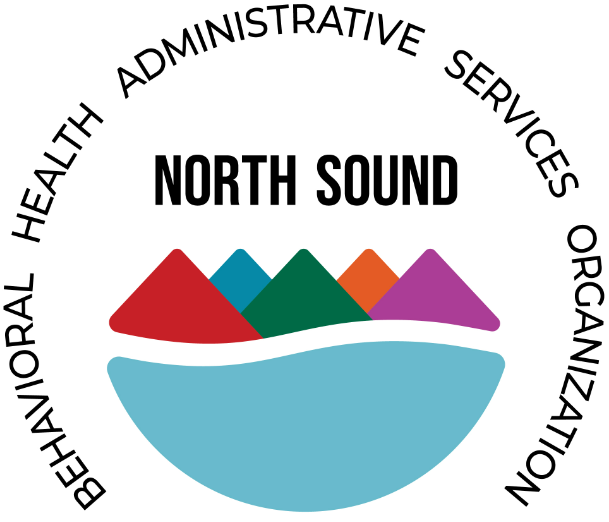 BEHAVIORAL HEALTH ADMINISTRATIVE SERVICES ORGANIZATION
NORTH SOUND